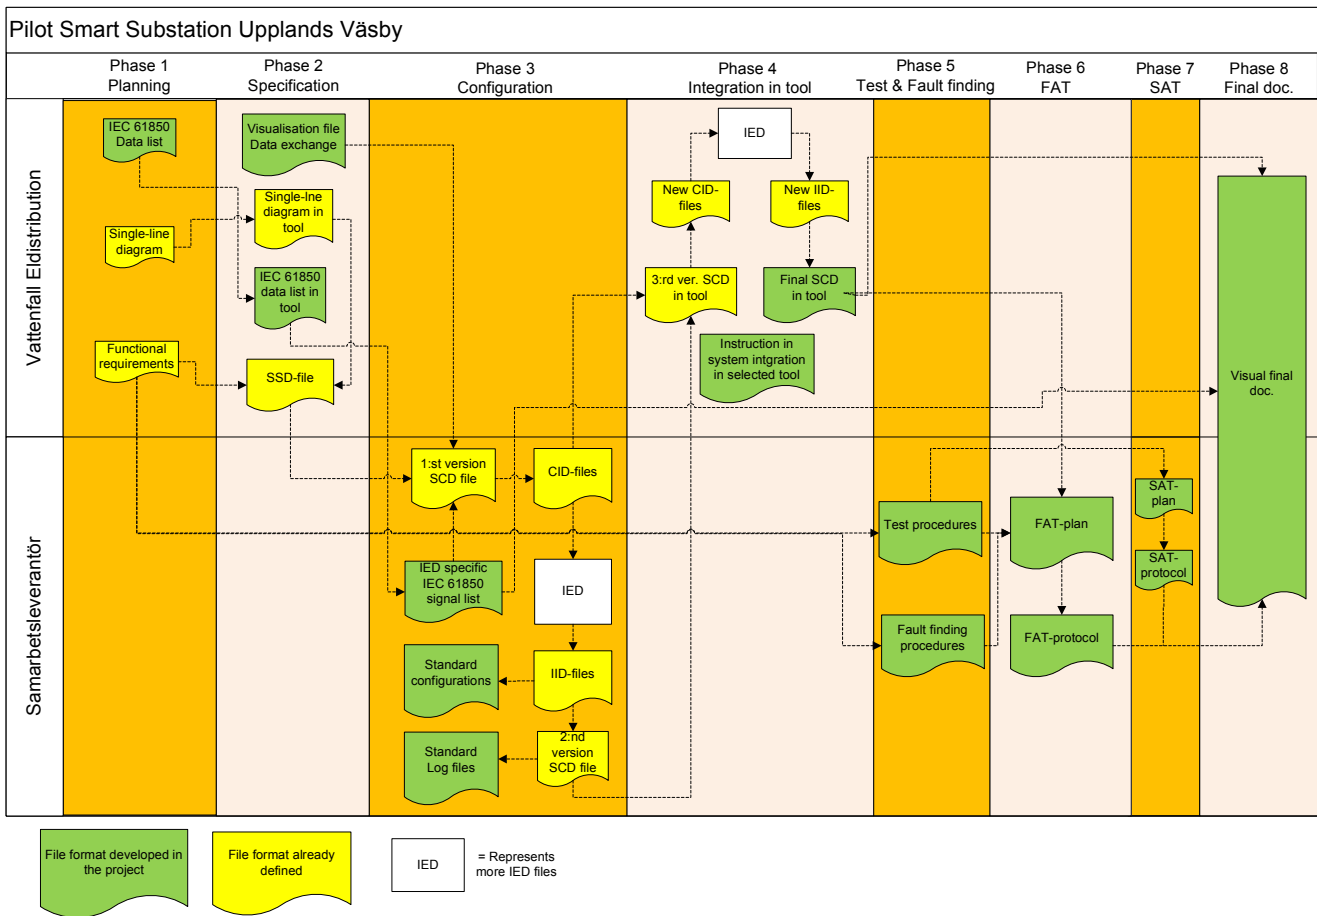 Pilot Smart Substation Upplands Väsby
Phase 1
Planning
Phase 2
Specification
Phase 3
Configuration
Phase 4
Integration in tool
Phase 5
Test & Fault finding
Phase 6
FAT
Phase 7
SAT
Phase 8
Final doc.
Vattenfall Eldistribution
IEC 61850
Data list
Single-line
diagram
Functional
requirements
Visualisation file
Data exchange
Single-lne
diagram in
tool
IEC 61850
data list in
tool
SSD-file
IED
New CID-
files
New IID-
files
3:rd ver. SCD
in tool
Final SCD
in tool
Instruction in
system intgration
in selected tool
Visual final
doc.
Samarbetsleverantör
1:st version
SCD file
CID-files
IED specific
IEC 61850
signal list
IED
Standard
configurations
IID-files
Standard
Log files
2:nd
version
SCD file
Test procedures
Fault finding
procedures
FAT-plan
FAT-protocol
SAT-
plan
SAT-
protocol
File format developed in
the project
File format already
defined
IED
= Represents
more IED files